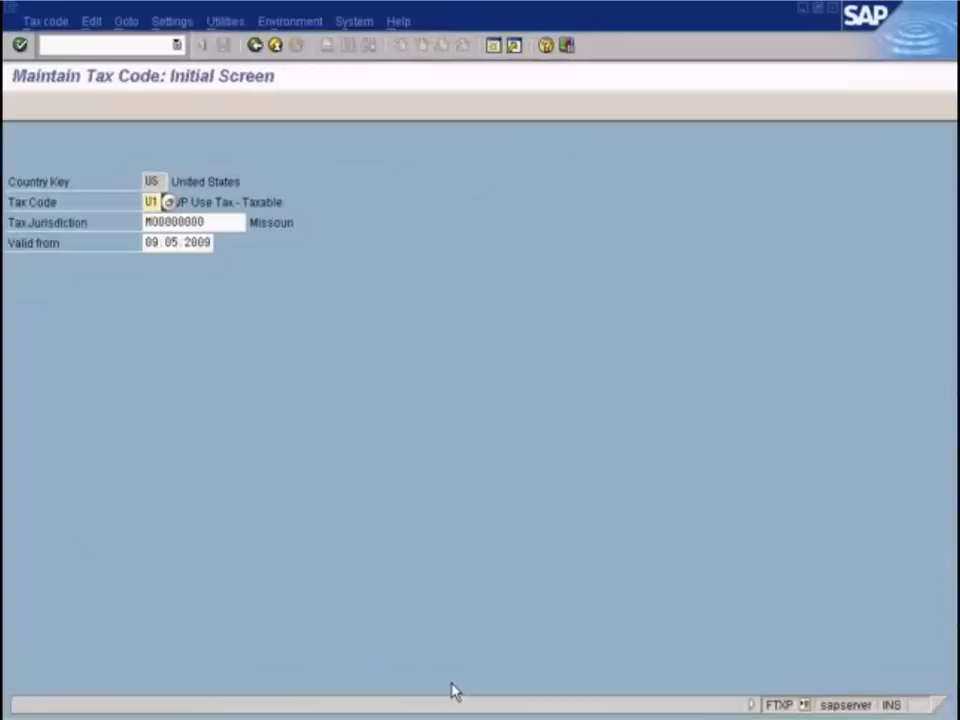 Tax code Edit Goto Settings Utilities Environment System Help
SAP
Maintain Tax Code: Initial Screen
Country Key US United States
Tax Code U1 /P Use Tax - Taxable
Tax Jurisdiction MO0000000 Missouri
Valid from 09.05.2009
FTXP sapserver INS